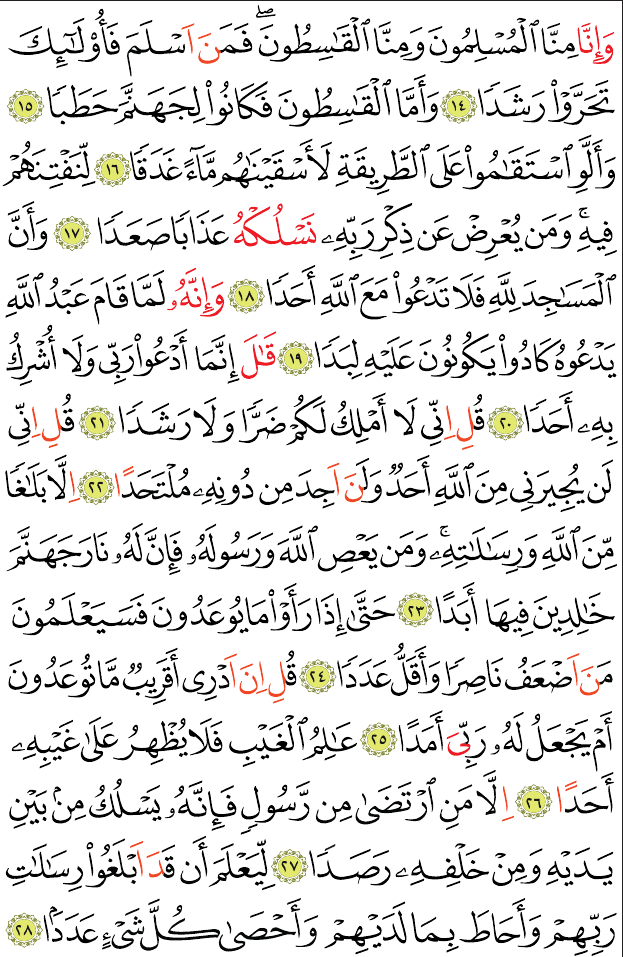 وَإِنَّا مِنَّا ٱلۡمُسۡلِمُونَ وَمِنَّا ٱلۡقَٰسِطُونَۖ فَمَنَ اَسۡلَمَ فَأُوْلَٰٓئِكَ
تَحَرَّوۡاْ رَشَدٗا ١٤ وَأَمَّا ٱلۡقَٰسِطُونَ فَكَانُواْ لِجَهَنَّمَ حَطَبٗا ١٥
وَأَلَّوِ ٱسۡتَقَٰمُواْ عَلَى ٱلطَّرِيقَةِ لَأَسۡقَيۡنَٰهُم مَّآءً غَدَقٗا ١٦ لِّنَفۡتِنَهُمۡ
فِيهِۚ وَمَن يُعۡرِضۡ عَن ذِكۡرِ رَبِّهِۦ نَسۡلُكۡهُ عَذَابٗا صَعَدٗا ١٧ وَأَنَّ
ٱلۡمَسَٰجِدَ لِلَّهِ فَلَا تَدۡعُواْ مَعَ ٱللَّهِ أَحَدٗا ١٨ وَإِنَّهُۥ لَمَّا قَامَ عَبۡدُ ٱللَّهِ
يَدۡعُوهُ كَادُواْ يَكُونُونَ عَلَيۡهِ لِبَدٗا ١٩ قَٰلَ إِنَّمَآ أَدۡعُواْ رَبِّي وَلَآ أُشۡرِكُ
بِهِۦٓ أَحَدٗا ٢٠ قُلِ اِنِّي لَآ أَمۡلِكُ لَكُمۡ ضَرّٗا وَلَا رَشَدٗا ٢١ قُلِ اِنِّي
لَن يُجِيرَنِي مِنَ ٱللَّهِ أَحَدٞ وَلَنَ اَجِدَ مِن دُونِهِۦ مُلۡتَحَدًا ٢٢ اِلَّا بَلَٰغٗا
مِّنَ ٱللَّهِ وَرِسَٰلَٰتِهِۦۚ وَمَن يَعۡصِ ٱللَّهَ وَرَسُولَهُۥ فَإِنَّ لَهُۥ نَارَ جَهَنَّمَ
خَٰلِدِينَ فِيهَآ أَبَدًا ٢٣ حَتَّىٰٓ إِذَا رَأَوۡاْ مَا يُوعَدُونَ فَسَيَعۡلَمُونَ
مَنَ اَضۡعَفُ نَاصِرٗا وَأَقَلُّ عَدَدٗا ٢٤ قُلِ اِنَ اَدۡرِيٓ أَقَرِيبٞ مَّا تُوعَدُونَ
أَمۡ يَجۡعَلُ لَهُۥ رَبِّيَ أَمَدًا ٢٥ عَٰلِمُ ٱلۡغَيۡبِ فَلَا يُظۡهِرُ عَلَىٰ غَيۡبِهِۦٓ
أَحَدًا ٢٦ اِلَّا مَنِ ٱرۡتَضَىٰ مِن رَّسُولٖ فَإِنَّهُۥ يَسۡلُكُ مِنۢ بَيۡنِ
يَدَيۡهِ وَمِنۡ خَلۡفِهِۦ رَصَدٗا ٢٧ لِّيَعۡلَمَ أَن قَدَ اَبۡلَغُواْ رِسَٰلَٰتِ
رَبِّهِمۡ وَأَحَاطَ بِمَا لَدَيۡهِمۡ وَأَحۡصَىٰ كُلَّ شَيۡءٍ عَدَدَۢا ٢٨